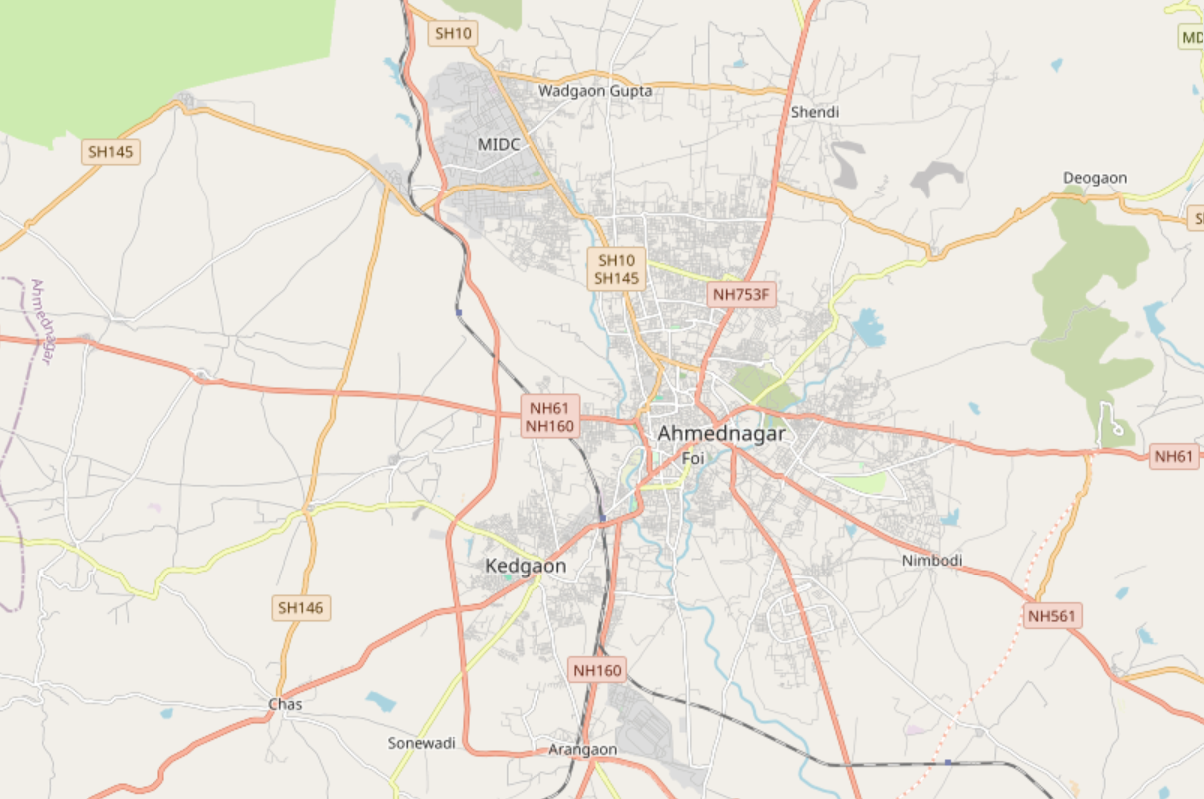 SH10
MD
Wadgaon Gupta
Shendi
MIDC
SH145
Deogaon
S
SH10
SH145
Ahmednagar
NH753F
NH61
NH160
Ahmednagar
Foi
NH61
Kedgaon
Nimbodi
SH146
NH561
NH160
Chas
Sonewadi
Arangaon